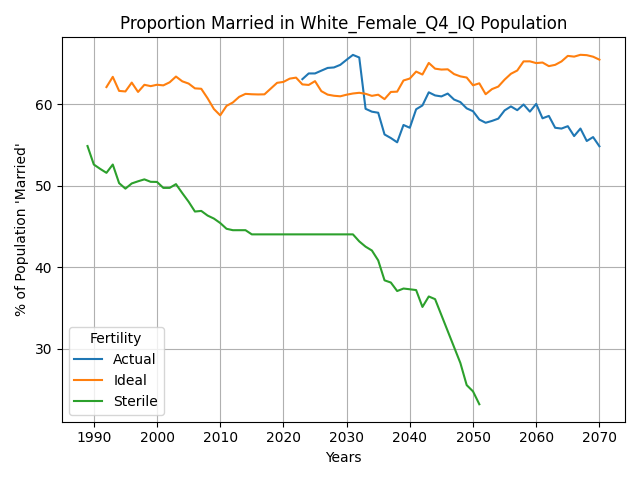 Proportion Married in White_Female_Q4_IQ Population
% of Population 'Married'
60
50
40
30
Fertility
Actual
Ideal
Sterile
1990 2000 2010 2020 2030 2040 2050 2060 2070
Years